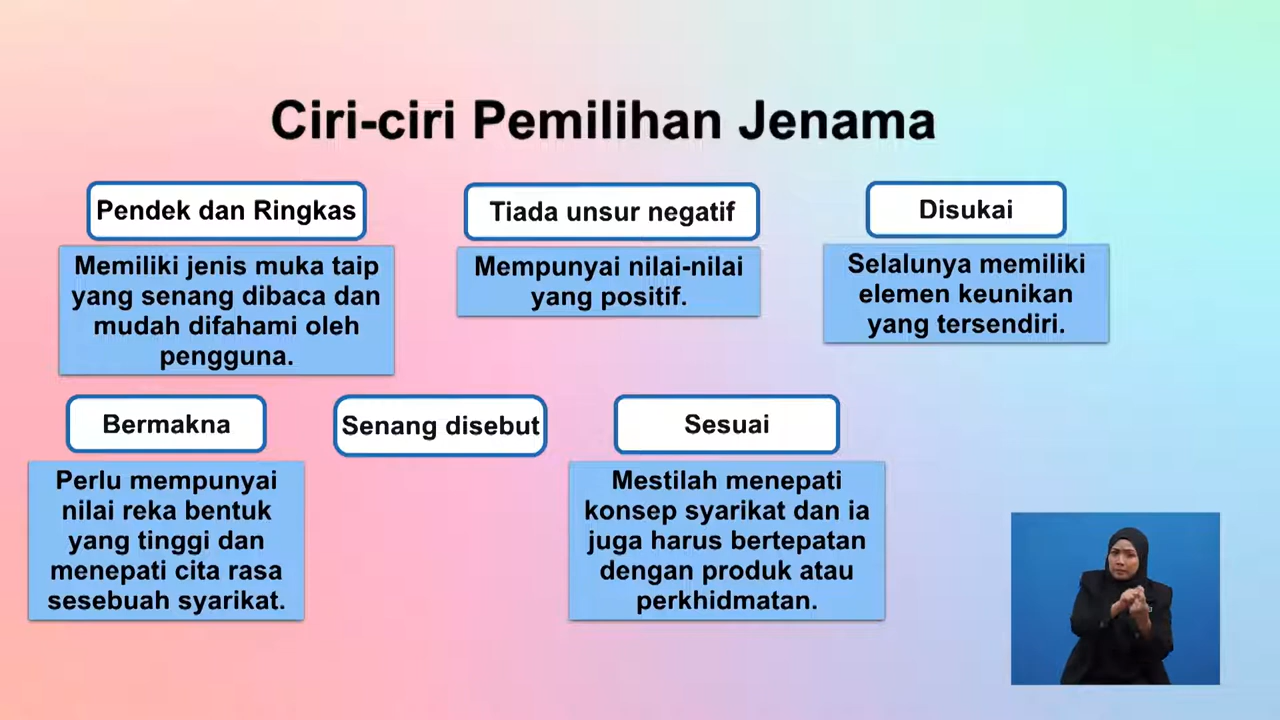 Ciri-ciri Pemilihan Jenama
Pendek dan Ringkas
Memiliki jenis muka taip
yang senang dibaca dan
mudah difahami oleh
pengguna.
Tiada unsur negatif
Mempunyai nilai-nilai
yang positif.
Disukai
Selalunya memiliki
elemen keunikan
yang tersendiri.
Bermakna
Perlu mempunyai
nilai reka bentuk
yang tinggi dan
menepati cita rasa
sesebuah syarikat.
Senang disebut
Sesuai
Mestilah menepati
konsep syarikat dan ia
juga harus bertepatan
dengan produk atau
perkhidmatan.